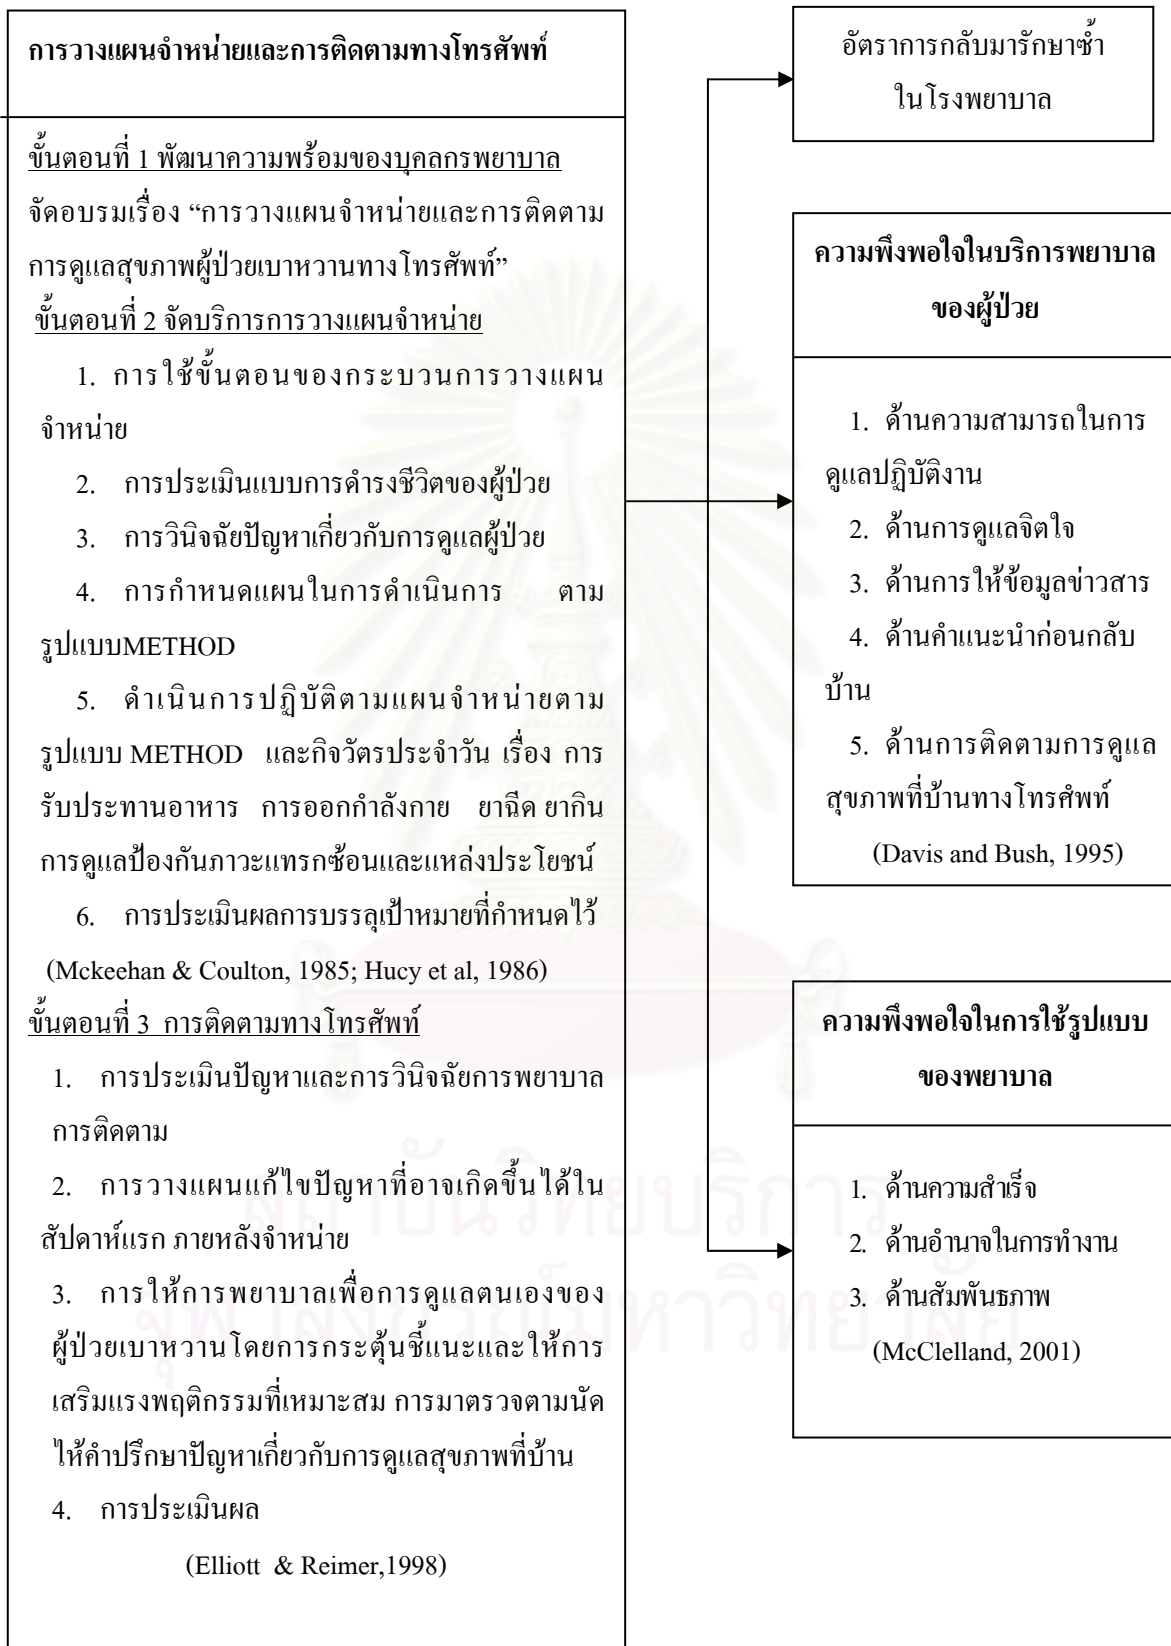 การวางแผนจำหน่ายและการติดตามทางโทรศัพท์
ขั้นตอนที่ 1 พัฒนาความพร้อมของบุคลกรพยาบาล
จัดอบรมเรื่อง “การวางแผนจำหน่ายและการติดตาม
การดูแลสุขภาพผู้ป่วยเบาหวานทางโทรศัพท์”
ขั้นตอนที่ 2 จัดบริการการวางแผนจำหน่าย
1. การใช้ขั้นตอนของกระบวนการวางแผน
จำหน่าย
2. การประเมินแบบการดำรงชีวิตของผู้ป่วย
3. การวินิจฉัยปัญหาเกี่ยวกับการดูแลผู้ป่วย
4. การกำหนดแผนในการดำเนินการ ตาม
รูปแบบMETHOD
5. ดำเนินการปฏิบัติตามแผนจำหน่ายตาม
รูปแบบ METHOD และกิจวัตรประจำวัน เรื่อง การ
รับประทานอาหาร การออกกำลังกาย ยาฉีด ยากิน
การดูแลป้องกันภาวะแทรกซ้อนและแหล่งประโยชน์
6. การประเมินผลการบรรลุเป้าหมายที่กำหนดไว้
(Mckeehan & Coulton, 1985; Hucy et al, 1986)
ขั้นตอนที่ 3 การติดตามทางโทรศัพท์
1. การประเมินปัญหาและการวินิจฉัยการพยาบาล
การติดตาม
2. การวางแผนแก้ไขปัญหาที่อาจเกิดขึ้นได้ใน
สัปดาห์แรก ภายหลังจำหน่าย
3. การให้การพยาบาลเพื่อการดูแลตนเองของ
ผู้ป่วยเบาหวานโดยการกระตุ้นชี้แนะและให้การ
เสริมแรงพฤติกรรมที่เหมาะสม การมาตรวจตามนัด
ให้คำปรึกษาปัญหาเกี่ยวกับการดูแลสุขภาพที่บ้าน
4. การประเมินผล
(Elliott & Reimer,1998)
อัตราการกลับมารักษาซ้ำ
ในโรงพยาบาล
ความพึงพอใจในบริการพยาบาล
ของผู้ป่วย
1. ด้านความสามารถในการ
ดูแลปฏิบัติงาน
2. ด้านการดูแลจิตใจ
3. ด้านการให้ข้อมูลข่าวสาร
4. ด้านคำแนะนำก่อนกลับ
บ้าน
5. ด้านการติดตามการดูแล
สุขภาพที่บ้านทางโทรศัพท์
(Davis and Bush, 1995)
ความพึงพอใจในการใช้รูปแบบ
ของพยาบาล
1. ด้านความสำเร็จ
2. ด้านอำนาจในการทำงาน
3. ด้านสัมพันธภาพ
(McClelland, 2001)
สถาบันวิทยบริการ
จุฬาลงกรณ์มหาวิทยาลัย